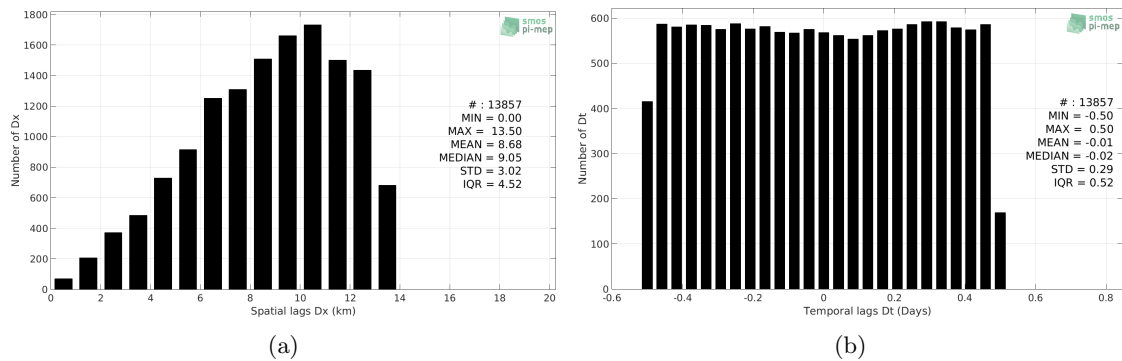 1800
1600
1400
1200
1000
800
600
400
200
0
Number of Dx
smos
pi-mep
# : 13857
MIN = 0.00
MAX = 13.50
MEAN = 8.68
MEDIAN = 9.05
STD = 3.02
IQR = 4.52
0 2 4 6 8 10 12 14 16 18 20
Spatial lags Dx (km)
(a)
600
500
400
300
200
100
0
Number of Dt
smos
pi-mep
# : 13857
MIN = -0.50
MAX = 0.50
MEAN = -0.01
MEDIAN = -0.02
STD = 0.29
IQR = 0.52
-0.6 -0.4 -0.2 0 0.2 0.4 0.6 0.8
Temporal lags Dt (Days)
(b)